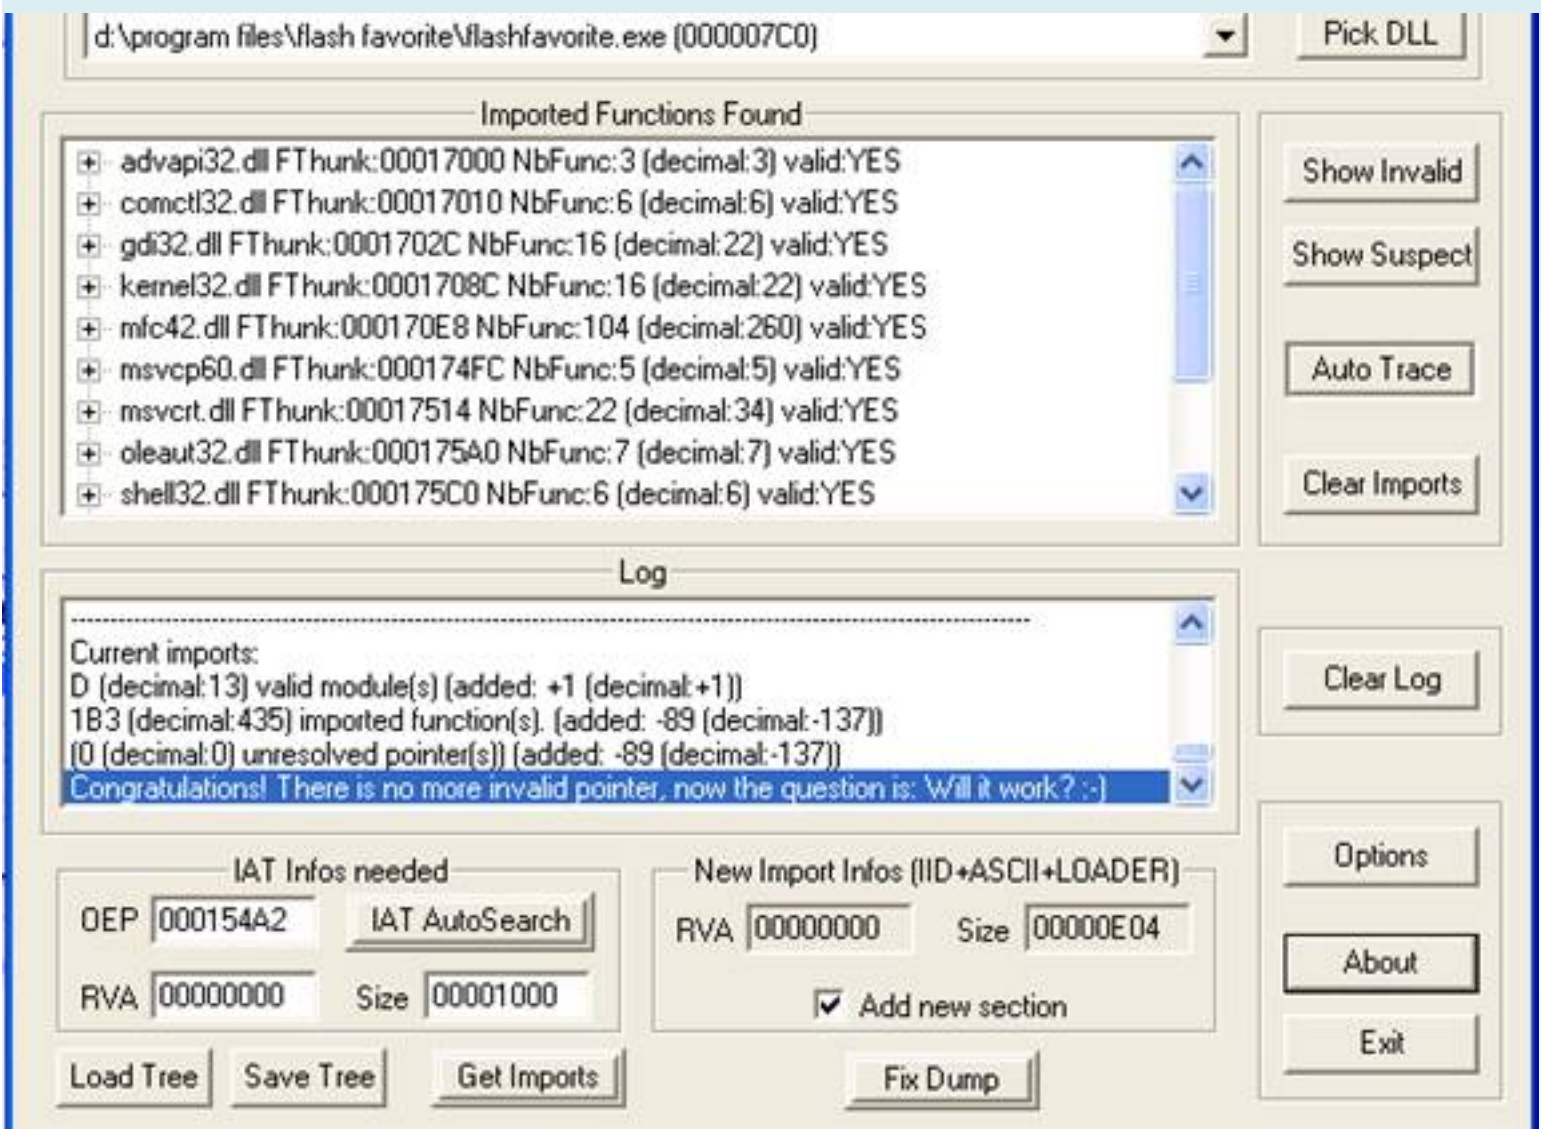 d:\program files\flash favorite\flashfavorite.exe (000007C0)
Pick DLL
Imported Functions Found
advapi32.dll FThunk:00017000 NbFunc:3 (decimal:3) valid:YES
comctl32.dll FThunk:00017010 NbFunc:6 (decimal:6) valid:YES
gdi32.dll FThunk:0001702C NbFunc:16 (decimal:22) valid:YES
kernel32.dll FThunk:0001708C NbFunc:16 (decimal:22) valid:YES
mfc42.dll FThunk:000170E8 NbFunc:104 (decimal:260) valid:YES
msvcp60.dll FThunk:000174FC NbFunc:5 (decimal:5) valid:YES
msvcrt.dll FThunk:00017514 NbFunc:22 (decimal:34) valid:YES
oleaut32.dll FThunk:000175A0 NbFunc:7 (decimal:7) valid:YES
shell32.dll FThunk:000175C0 NbFunc:6 (decimal:6) valid:YES
Show Invalid
Show Suspect
Auto Trace
Clear Imports
Log
Current imports:
D (decimal:13) valid module(s) (added: +1 (decimal:+1))
1B3 (decimal:435) imported function(s). (added: -89 (decimal:-137))
(0 (decimal:0) unresolved pointer(s)) (added: -89 (decimal:-137))
Congratulations! There is no more invalid pointer, now the question is: Will it work? :-)
Clear Log
IAT Infos needed
OEP 000154A2 IAT AutoSearch
RVA 00000000 Size 00001000
New Import Infos (IID+ASCII+LOADER)
RVA 00000000 Size 00000E04
Add new section
Options
About
Exit
Load Tree Save Tree Get Imports Fix Dump